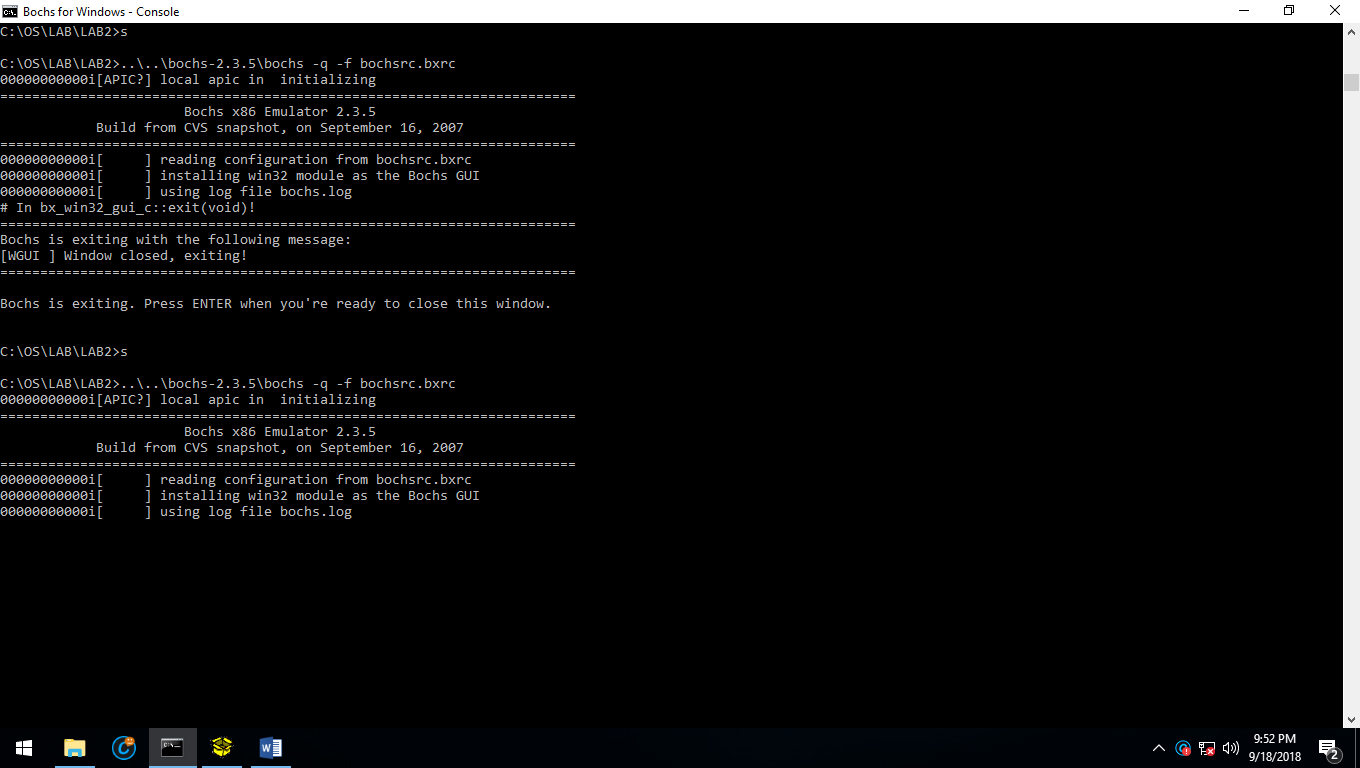 Bochs for Windows - Console
C:\OS\LAB\LAB2>s
C:\OS\LAB\LAB2>..\..\bochs-2.3.5\bochs -q -f bochsrc.bxrc
00000000000i[APIC?] local apic in  initializing
========================================================================
Bochs x86 Emulator 2.3.5
Build from CVS snapshot, on September 16, 2007
========================================================================
00000000000i[     ] reading configuration from bochsrc.bxrc
00000000000i[     ] installing win32 module as the Bochs GUI
00000000000i[     ] using log file bochs.log
# In bx_win32_gui_c::exit(void)!
========================================================================
Bochs is exiting with the following message:
[WGUI ] Window closed, exiting!
========================================================================
Bochs is exiting. Press ENTER when you're ready to close this window.
C:\OS\LAB\LAB2>s
C:\OS\LAB\LAB2>..\..\bochs-2.3.5\bochs -q -f bochsrc.bxrc
00000000000i[APIC?] local apic in  initializing
========================================================================
Bochs x86 Emulator 2.3.5
Build from CVS snapshot, on September 16, 2007
========================================================================
00000000000i[     ] reading configuration from bochsrc.bxrc
00000000000i[     ] installing win32 module as the Bochs GUI
00000000000i[     ] using log file bochs.log
9:52 PM
9/18/2018
2